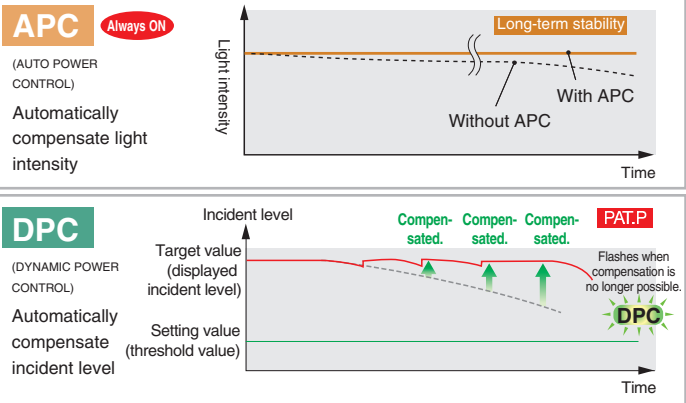 APC
Always ON
(AUTO POWER
CONTROL)
Automatically
compensate light
intensity
Long-term stability
Light intensity
With APC
Without APC
Time
DPC
(DYNAMIC POWER
CONTROL)
Automatically
compensate
incident level
Incident level
Target value
(displayed
incident level)
Setting value
(threshold value)
Compen-
sated.
Compen-
sated.
Compen-
sated.
PAT.P
Flashes when
compensation is
no longer possible.
DPC
Time